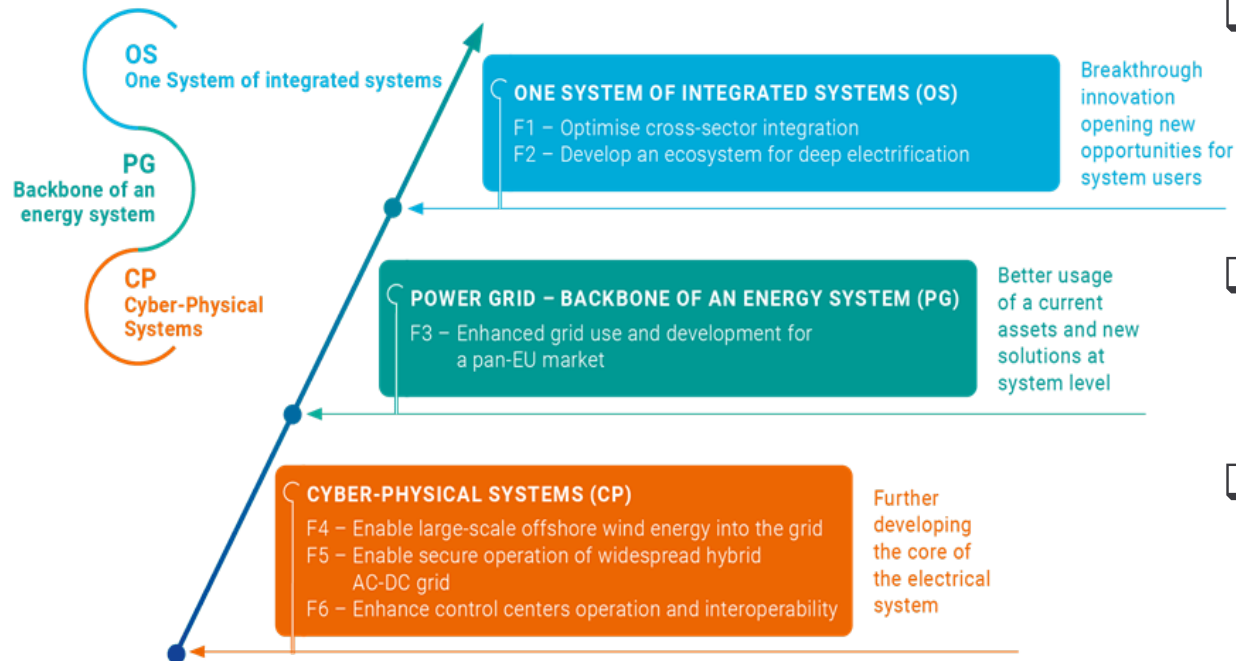 OS
One System of integrated systems
PG
Backbone of an
energy system
CP
Cyber-Physical
Systems
ONE SYSTEM OF INTEGRATED SYSTEMS (OS)
F1 – Optimise cross-sector integration
F2 – Develop an ecosystem for deep electrification
Breakthrough
innovation
opening new
opportunities for
system users
POWER GRID – BACKBONE OF AN ENERGY SYSTEM (PG)
F3 – Enhanced grid use and development for
a pan-EU market
Better usage
of a current
assets and new
solutions at
system level
CYBER-PHYSICAL SYSTEMS (CP)
F4 – Enable large-scale offshore wind energy into the grid
F5 – Enable secure operation of widespread hybrid
AC-DC grid
F6 – Enhance control centers operation and interoperability
Further
developing
the core of
the electrical
system